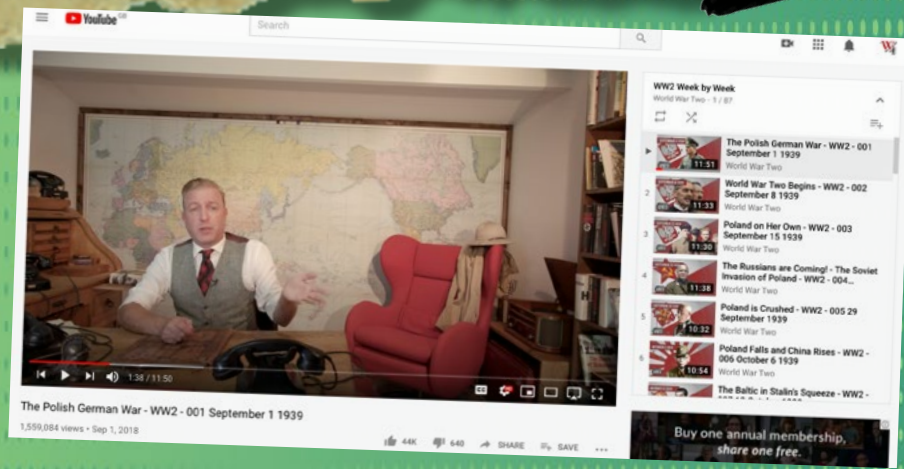 YouTube GB
Search
1:38 / 11:50
The Polish German War - WW2 - 001 September 1 1939
1,559,084 views • Sep 1, 2018
44K 640 SHARE SAVE
WW2 Week by Week
World War Two - 1 / 87
11:51
The Polish German War - WW2 - 001
September 1 1939
World War Two
2
11:33
World War Two Begins - WW2 - 002
September 8 1939
World War Two
3
11:30
Poland on Her Own - WW2 - 003
September 15 1939
World War Two
4
11:38
The Russians are Coming! - The Soviet
Invasion of Poland - WW2 - 004...
World War Two
5
10:32
Poland is Crushed - WW2 - 005 29
September 1939
World War Two
6
10:54
Poland Falls and China Rises - WW2 -
006 October 6 1939
World War Two
The Baltic in Stalin's Squeeze - WW2 -
Buy one annual membership,
share one free.